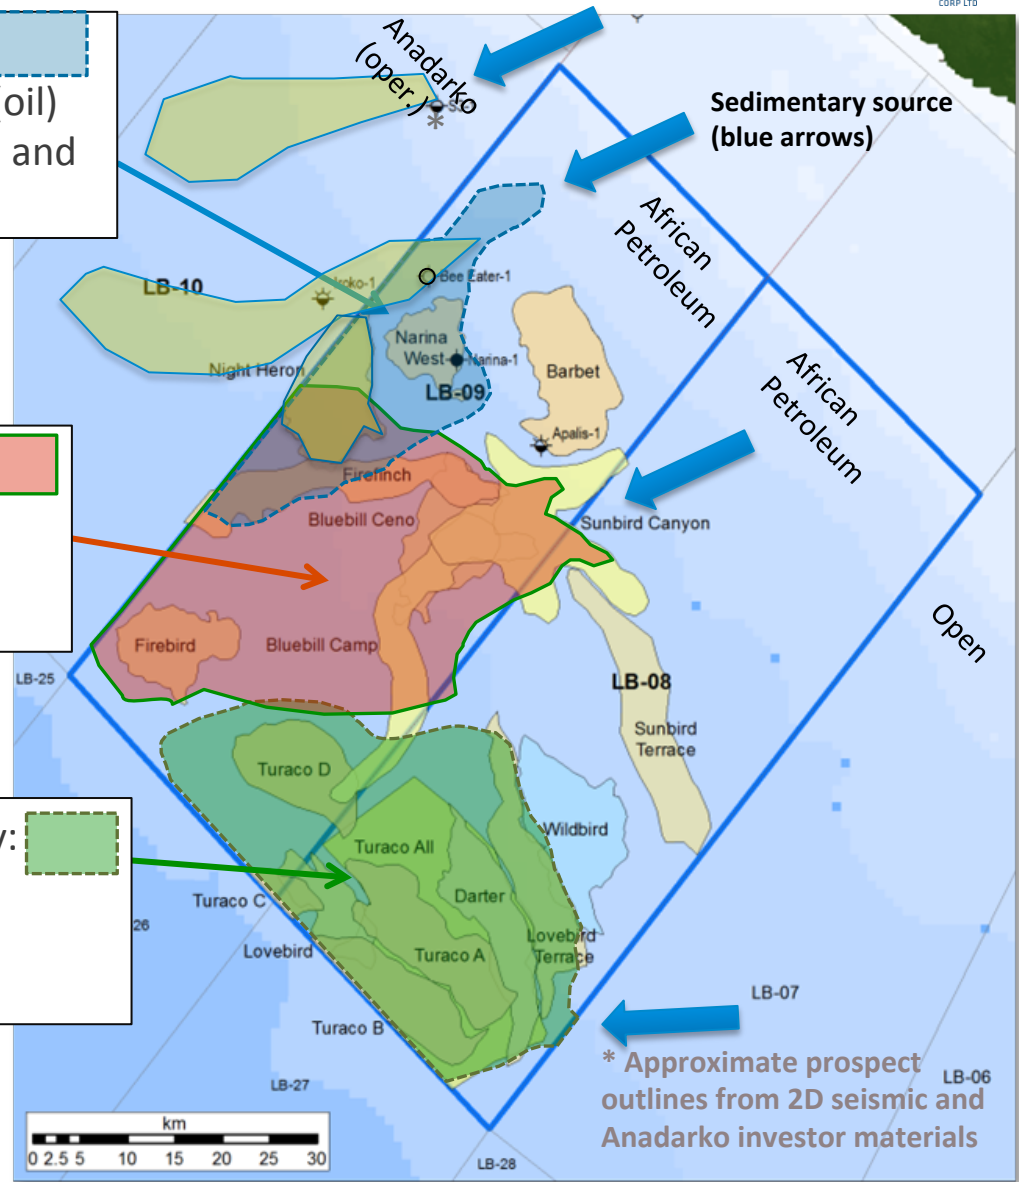 CORP LTD
(oil)
and
Anadarko
(oper.)
*
Sedimentary source
(blue arrows)
African
Petroleum
African
Petroleum
Open
LB-10
Bee Eater-1
Narina
West
Narina-1
Night Heron
LB-09
Barbet
Apalis-1
Firefinch
Bluebill Ceno
Sunbird Canyon
Firebird
Bluebill Camp
LB-25
LB-08
Sunbird
Terrace
Turaco D
Wildbird
Turaco All
Darter
Turaco C
26
Lovebird
Turaco A
Lovebird
Terrace
LB-07
Turaco B
LB-27
LB-06
* Approximate prospect
outlines from 2D seismic and
Anadarko investor materials
km
0 2.5 5 10 15 20 25 30
LB-28